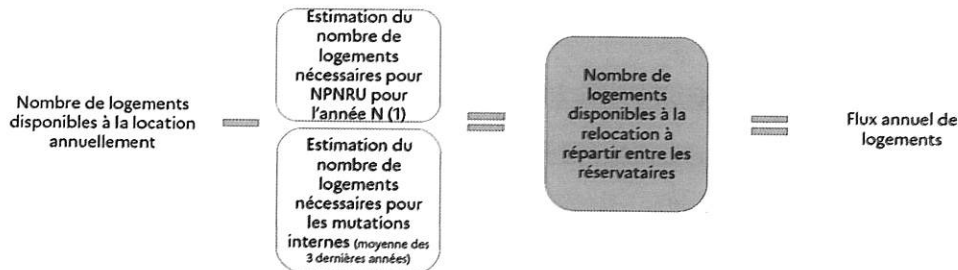 Nombre de logements
disponibles à la location
annuellement
Estimation du
nombre de
logements
nécessaires pour
NPNRU pour
l'année N (1)
Estimation du
nombre de
logements
nécessaires pour
les mutations
internes (moyenne des
3 dernières années)
Nombre de
logements
disponibles à la
relocation à
répartir entre les
réservataires
Flux annuel de
logements